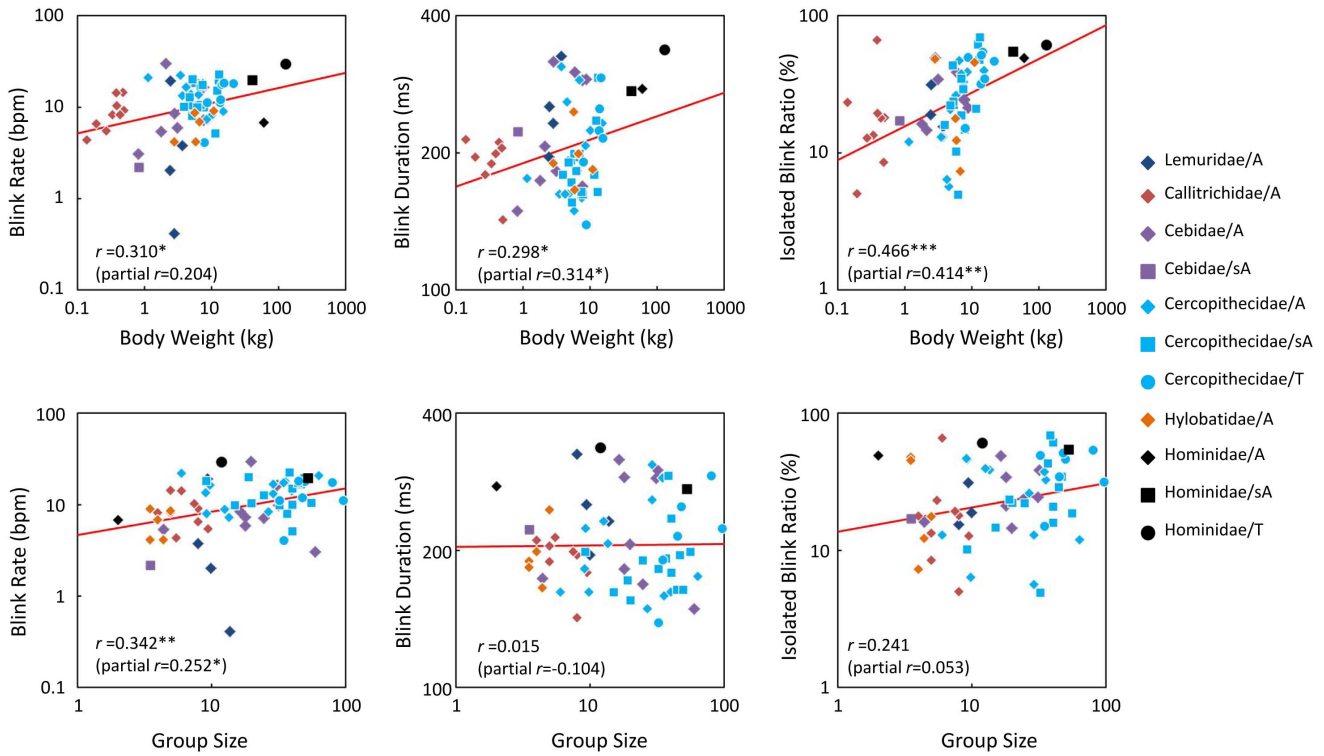 Blink Rate (bpm)
100
10
1
0.1
r =0.310*
(partial r=0.204)
0.1 1 10 100 1000
Body Weight (kg)
Blink Duration (ms)
400
200
100
r =0.298*
(partial r=0.314*)
0.1 1 10 100 1000
Body Weight (kg)
Isolated Blink Ratio (%)
100
10
1
r =0.466***
(partial r=0.414**)
0.1 1 10 100 1000
Body Weight (kg)
Blink Rate (bpm)
100
10
1
0.1
r =0.342**
(partial r=0.252*)
1 10 100
Group Size
Blink Duration (ms)
400
200
100
r =0.015
(partial r=-0.104)
1 10 100
Group Size
Isolated Blink Ratio (%)
100
10
1
r =0.241
(partial r=0.053)
1 10 100
Group Size
Lemuridae/A
Callitrichidae/A
Cebidae/A
Cebidae/sA
Cercopithecidae/A
Cercopithecidae/sA
Cercopithecidae/T
Hylobatidae/A
Hominidae/A
Hominidae/sA
Hominidae/T